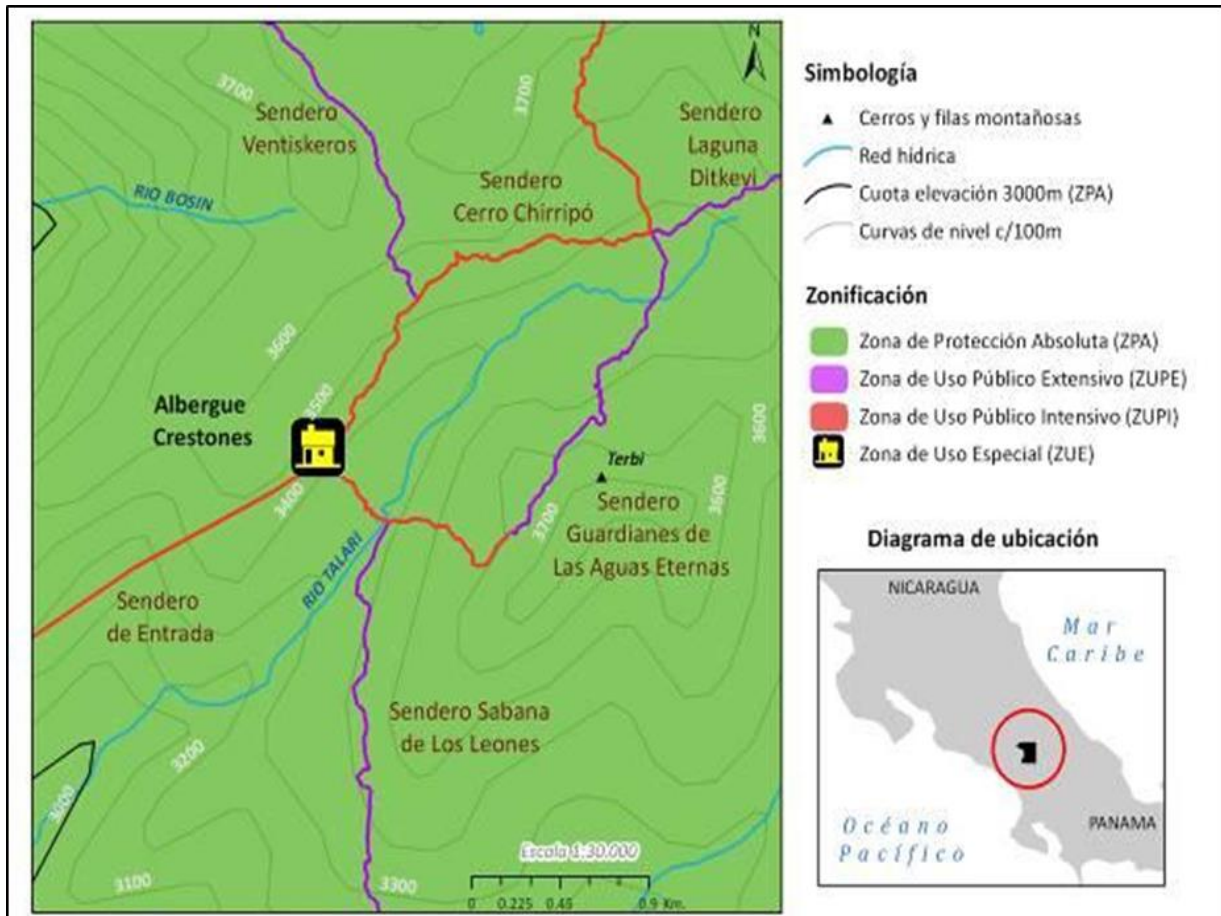 N
3700
3700
Sendero
Ventiskeros
Sendero
Laguna
Ditkevi
Sendero
Cerro Chirripó
RIO BOSIN
3600
3500
Albergue
Crestones
3400
3600
3600
Terbi
3700
Sendero
Guardianes de
Las Aguas Eternas
RIO TALARI
Sendero
de Entrada
Sendero Sabana
de Los Leones
3200
3000
3100
3300
Escala 1:30.000
0 0.225 0.45 0.9 Km.
Simbología
Cerros y filas montañosas
Red hídrica
Cuota elevación 3000m (ZPA)
Curvas de nivel c/100m
Zonificación
Zona de Protección Absoluta (ZPA)
Zona de Uso Público Extensivo (ZUPE)
Zona de Uso Público Intensivo (ZUPI)
Zona de Uso Especial (ZUE)
Diagrama de ubicación
NICARAGUA
Mar
Caribe
Océano
Pacífico
PANAMA